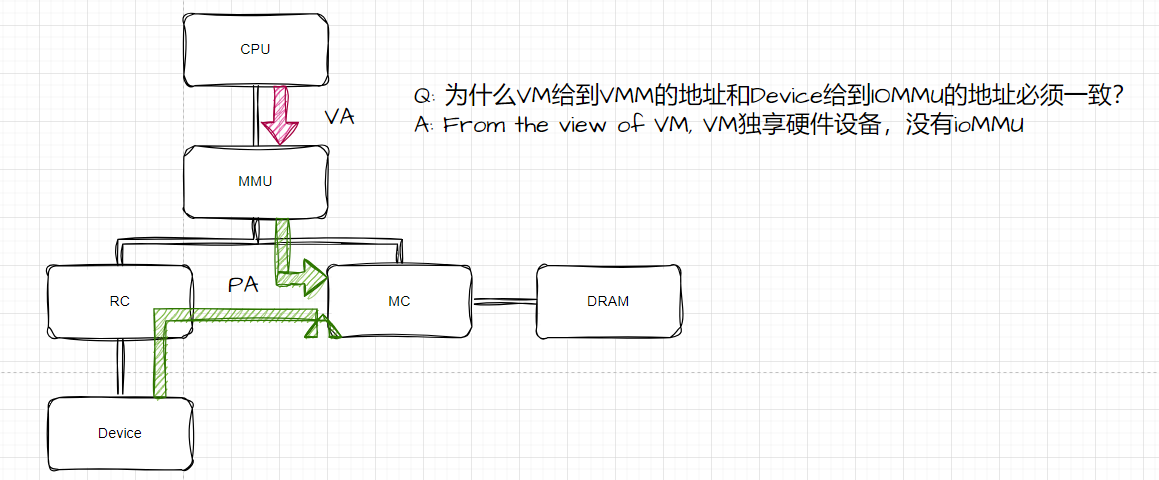 CPU
VA
Q: 为什么VM给到VMM的地址和Device给到IOMMU的地址必须一致?
A: From the view of VM, VM独享硬件设备，没有ioMMU
MMU
PA
RC
MC
DRAM
Device